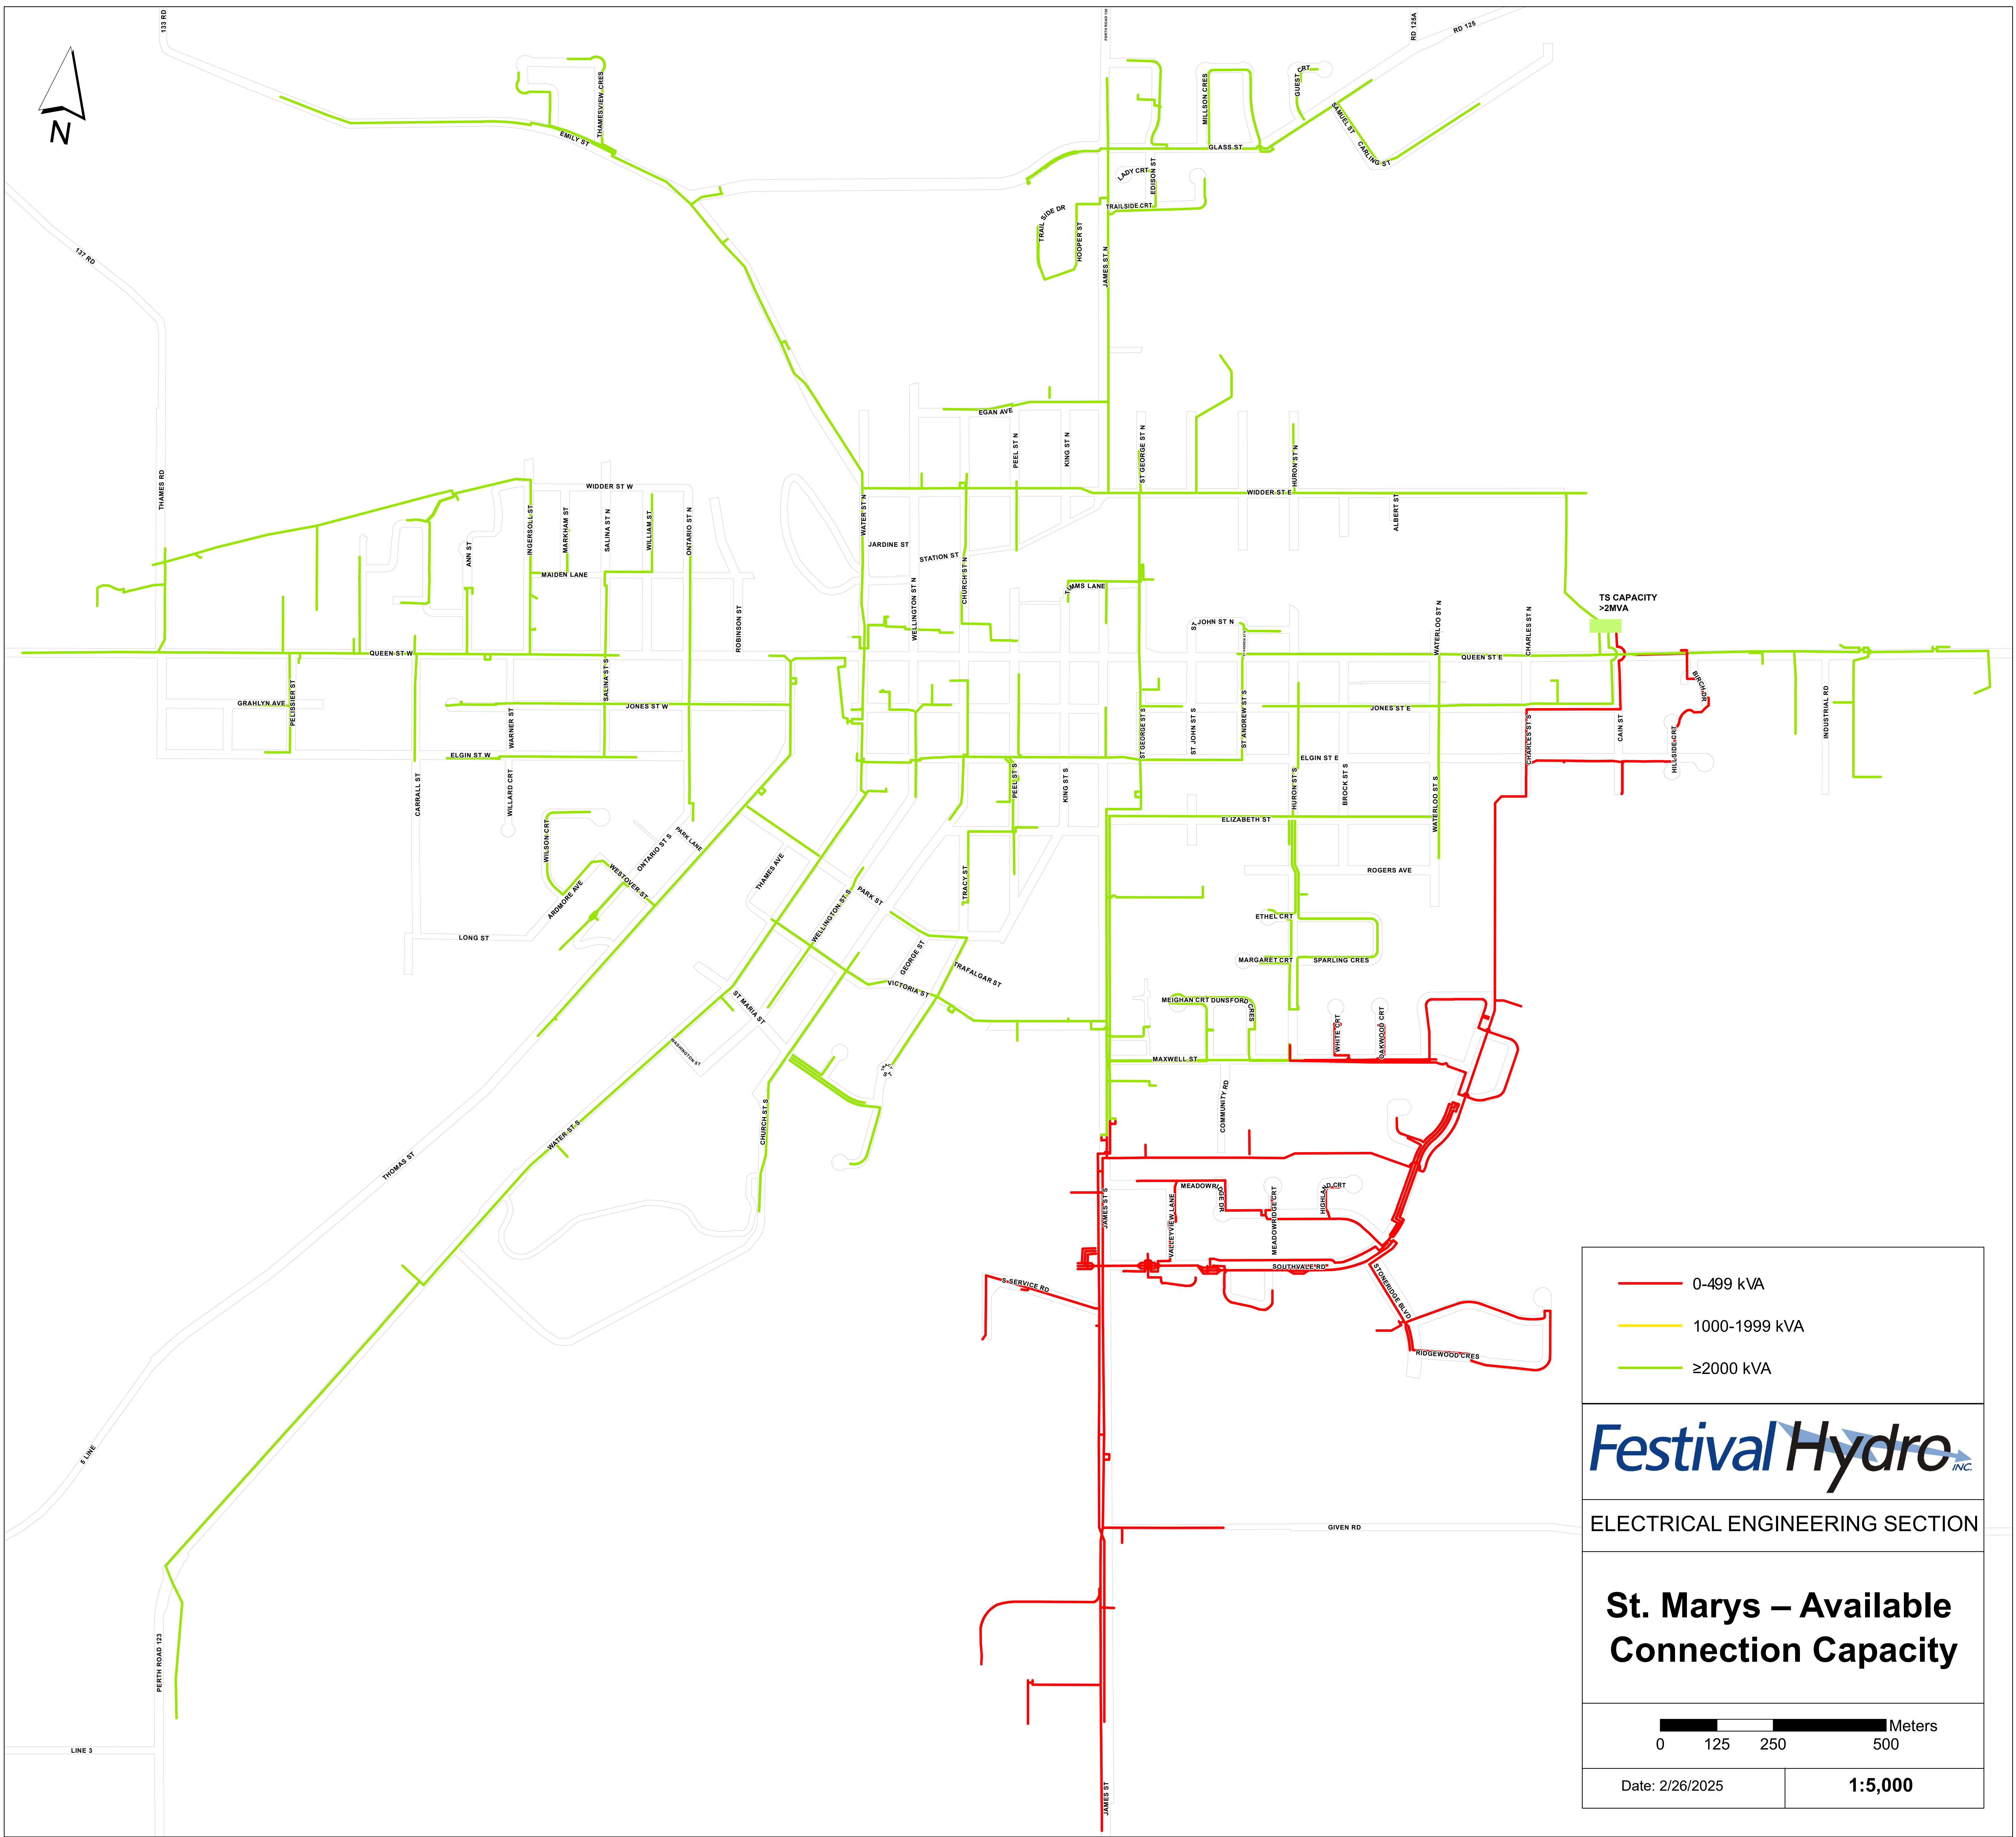 133 RD
PERTH ROAD 128
RD 125A
RD 125
N
THAMESVIEW CRES
EMILY ST
MILLSON CRES
GUEST CRT
SAMUEL ST
CARLING ST
GLASS ST
LADY CRT
EDISON ST
TRAILSIDE CRT
TRAIL SIDE DR
HOOPER ST
JAMES ST N
137 RD
THAMES RD
EGAN AVE
PEEL ST N
KING ST N
ST GEORGE ST N
HURON ST N
WIDDER ST W
WIDDER ST E
ALBERT ST
INGERSOLL ST
MARKHAM ST
SALINA ST N
WILLIAM ST
ONTARIO ST N
WATER ST N
ANN ST
MAIDEN LANE
JARDINE ST
STATION ST
CHURCH ST N
WELLINGTON ST N
ROBINSON ST
TIMMS LANE
TS CAPACITY
>2MVA
ST JOHN ST N
WATERLOO ST N
CHARLES ST N
QUEEN ST W
QUEEN ST E
SALINA ST S
BIRCH DR
GRAHLYN AVE
PELISSIER ST
JONES ST W
JONES ST E
WARNER ST
ST GEORGE ST S
ST JOHN ST S
ST ANDREW ST S
CHARLES ST S
CAIN ST
HILLSIDE CRT
INDUSTRIAL RD
ELGIN ST W
ELGIN ST E
CARRALL ST
WILLARD CRT
PEEL ST S
KING ST S
HURON ST S
BROCK ST S
WATERLOO ST S
ELIZABETH ST
WILSON CRT
ONTARIO ST S
PARK LANE
WESTOVER ST
ARDMORE AVE
THAMES AVE
TRACY ST
ROGERS AVE
PARK ST
WELLINGTON ST S
LONG ST
GEORGE ST
ETHEL CRT
MARGARET CRT
SPARLING CRES
TRAFALGAR ST
VICTORIA ST
ST MARIA ST
MEIGHAN CRT
DUNSFORD CRES
WHITE CRT
OAKWOOD CRT
WASHINGTON ST
MAXWELL ST
COMMUNITY RD
CHURCH ST S
WATER ST S
THOMAS ST
JAMES ST S
MEADOWRIDGE DR
VALLEYVIEW LANE
MEADOWRIDGE CRT
HIGHLAND CRT
SOUTHVALE RD
S SERVICE RD
STONERIDGE BLVD
RIDGEWOOD CRES
5 LINE
GIVEN RD
PERTH ROAD 123
LINE 3
JAMES ST
0-499 kVA
1000-1999 kVA
≥2000 kVA
Festival Hydro INC.
ELECTRICAL ENGINEERING SECTION
St. Marys – Available
Connection Capacity
Meters
0 125 250 500
Date: 2/26/2025
1:5,000